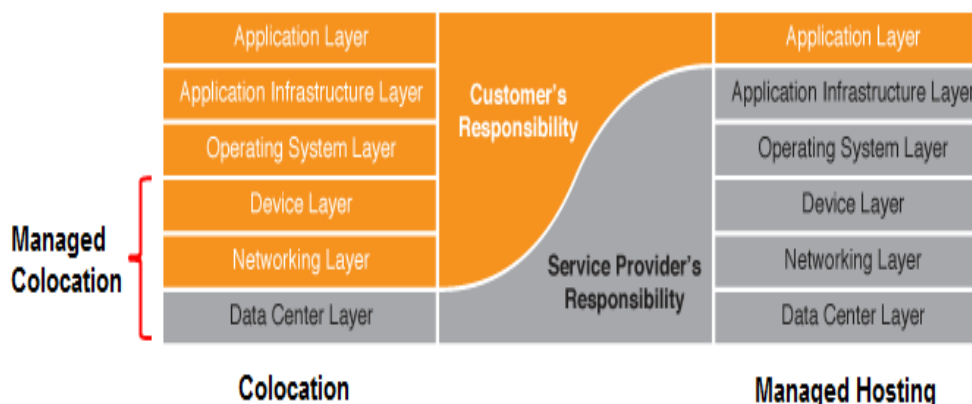 Application Layer
Application Infrastructure Layer
Operating System Layer
Device Layer
Networking Layer
Data Center Layer
Managed
Colocation
Colocation
Customer's
Responsibility
Service Provider's
Responsibility
Application Layer
Application Infrastructure Layer
Operating System Layer
Device Layer
Networking Layer
Data Center Layer
Managed Hosting